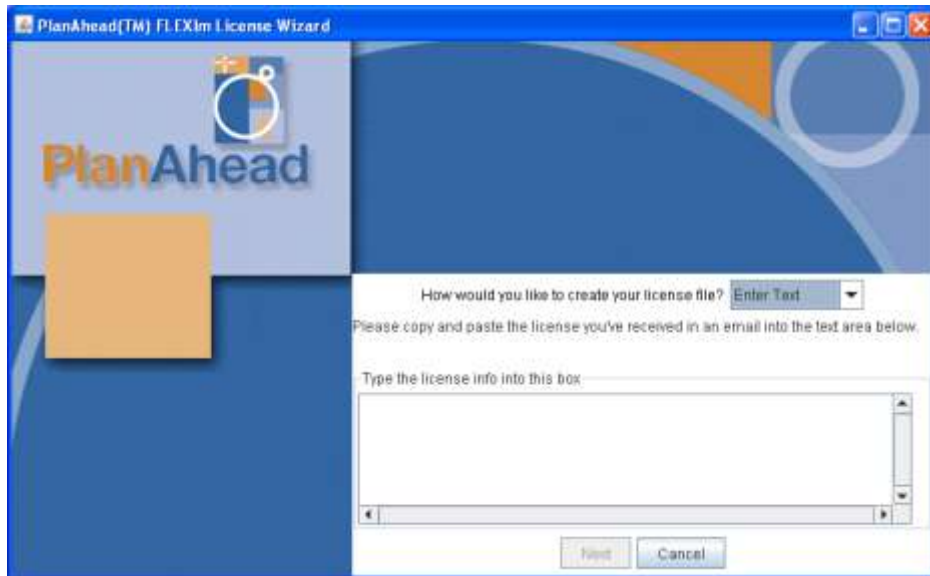 PlanAhead(TM) FLEXlm License Wizard
PlanAhead
How would you like to create your license file? Enter Text
Please copy and paste the license you've received in an email into the text area below.
Type the license info into this box
Next Cancel